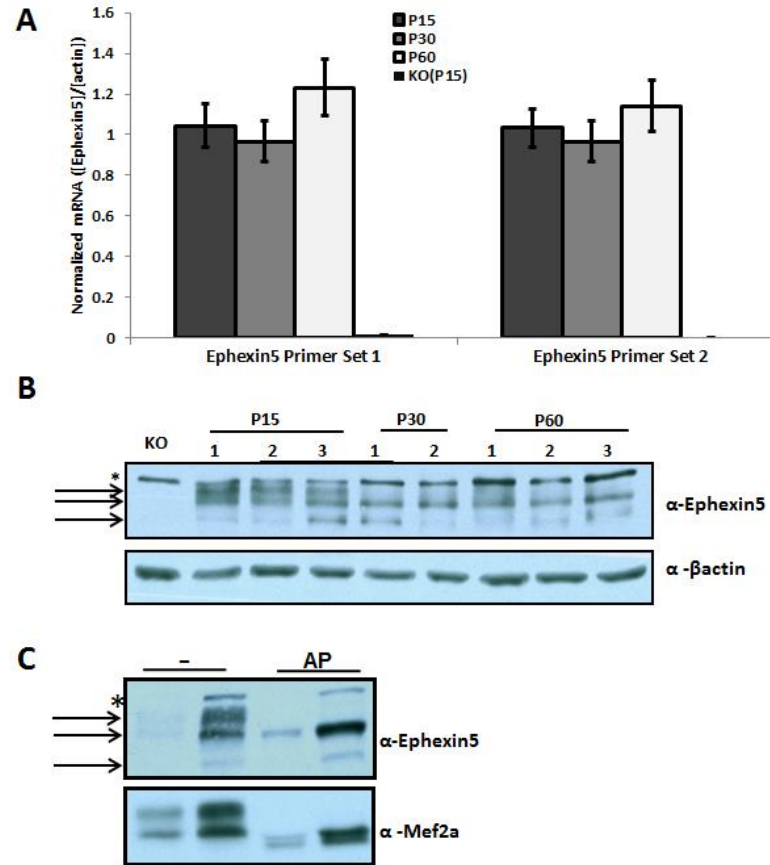 A
1.6
1.4
1.2
1
0.8
0.6
0.4
0.2
0
Normalized mRNA ([Ephexin5]/[actin]
P15
P30
P60
KO(P15)
Ephexin5 Primer Set 1
Ephexin5 Primer Set 2
B
KO
P15
P30
P60
1 2 3 1 2 1 2 3
*
α-Ephexin5
α -βactin
C
– AP
*
α-Ephexin5
α -Mef2a